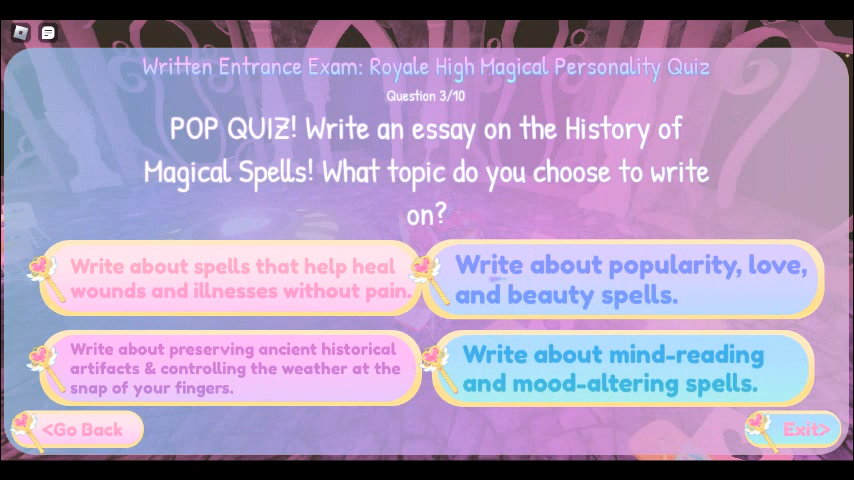 Written Entrance Exam: Royale High Magical Personality Quiz
Question 3/10
POP QUIZ! Write an essay on the History of
Magical Spells! What topic do you choose to write
on?
Write about spells that help heal
wounds and illnesses without pain.
Write about popularity, love,
and beauty spells.
Write about preserving ancient historical
artifacts & controlling the weather at the
snap of your fingers.
Write about mind-reading
and mood-altering spells.
<Go Back
Exit>